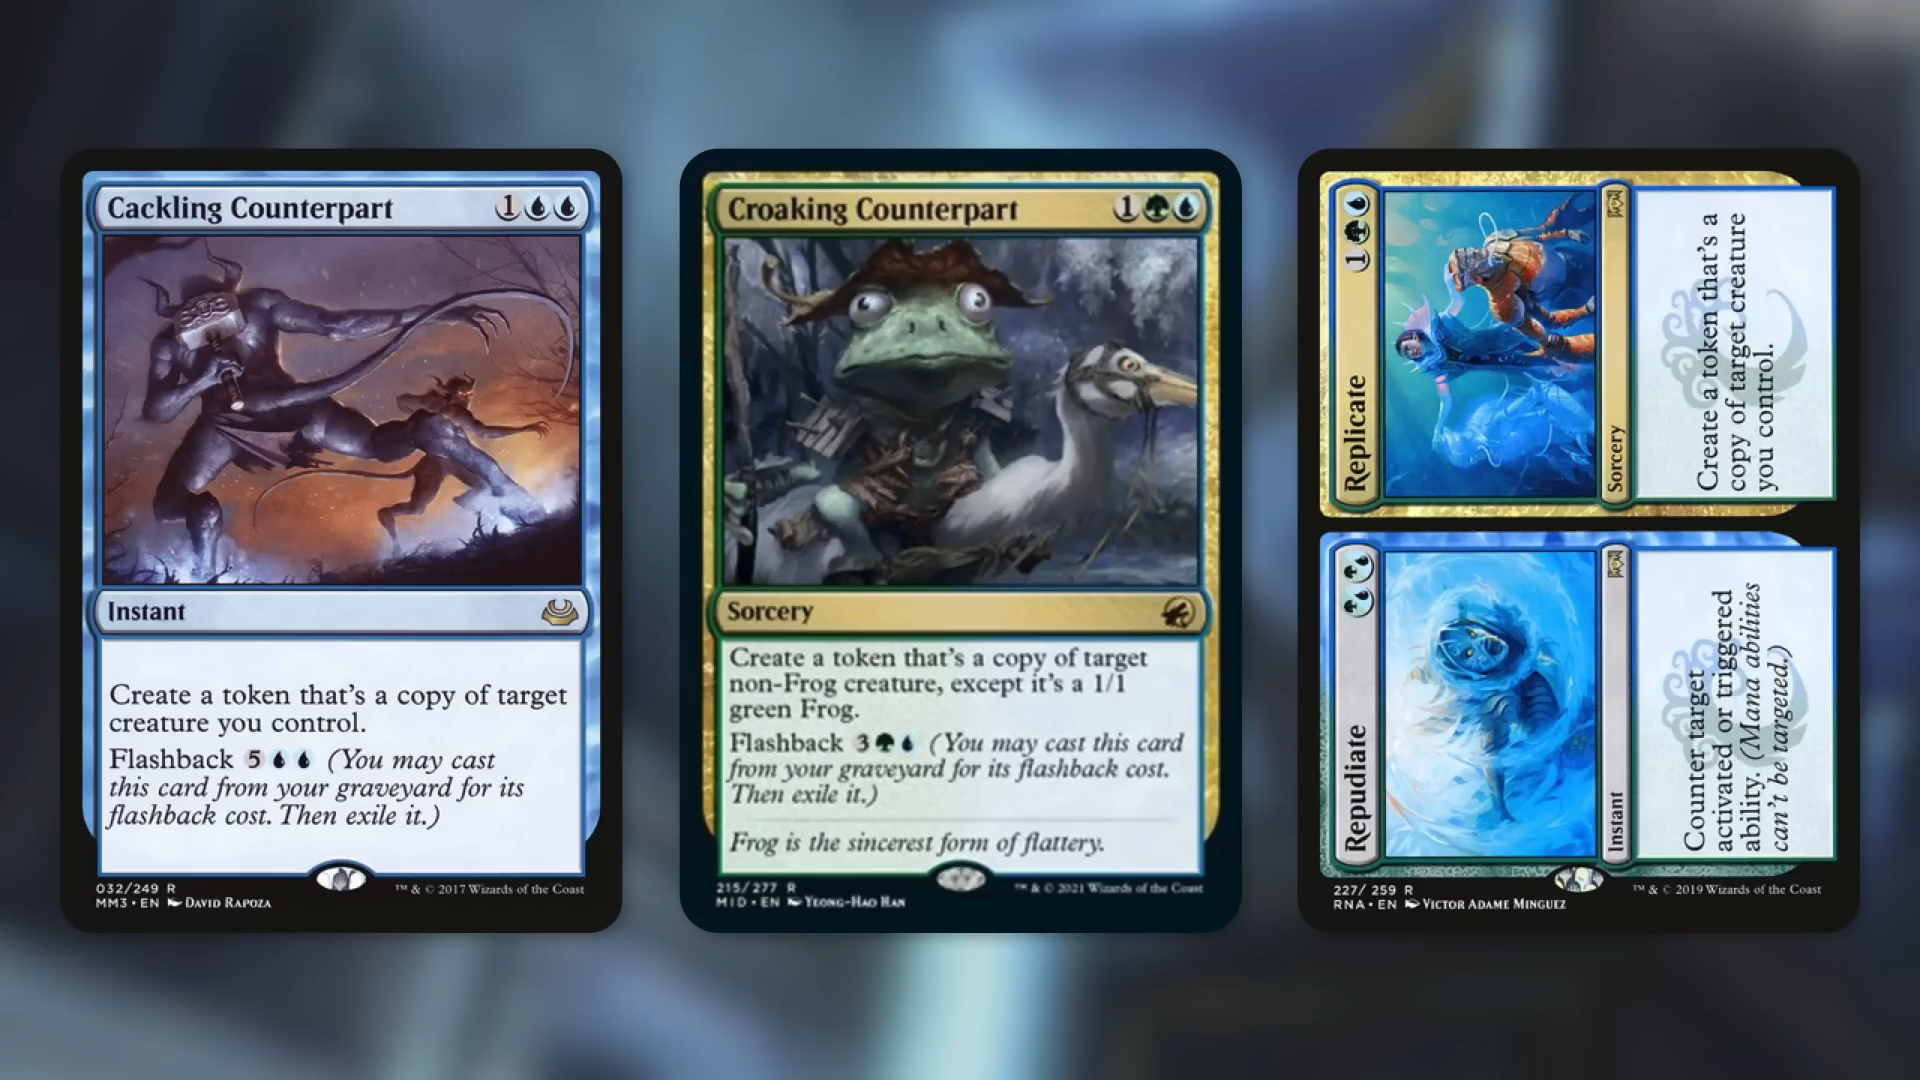 Cackling Counterpart 1
Instant
Create a token that's a copy of target
creature you control.
Flashback 5 (You may cast
this card from your graveyard for its
flashback cost. Then exile it.)
032/249 R
MM3 • EN DAVID RAPOZA
™ & © 2017 Wizards of the Coast
Croaking Counterpart 1
Sorcery
Create a token that's a copy of target
non-Frog creature, except it's a 1/1
green Frog.
Flashback 3 (You may cast this card
from your graveyard for its flashback cost.
Then exile it.)
Frog is the sincerest form of flattery.
215/277 R
MID • EN YEONG-HAO HAN
™ & © 2021 Wizards of the Coast
Repudiate
Instant
Counter target
activated or triggered
ability. (Mana abilities
can't be targeted.)
Replicate 1
Sorcery
Create a token that's a
copy of target creature
you control.
227/ 259 R
RNA • EN VICTOR ADAME MINGUEZ
™ & © 2019 Wizards of the Coast